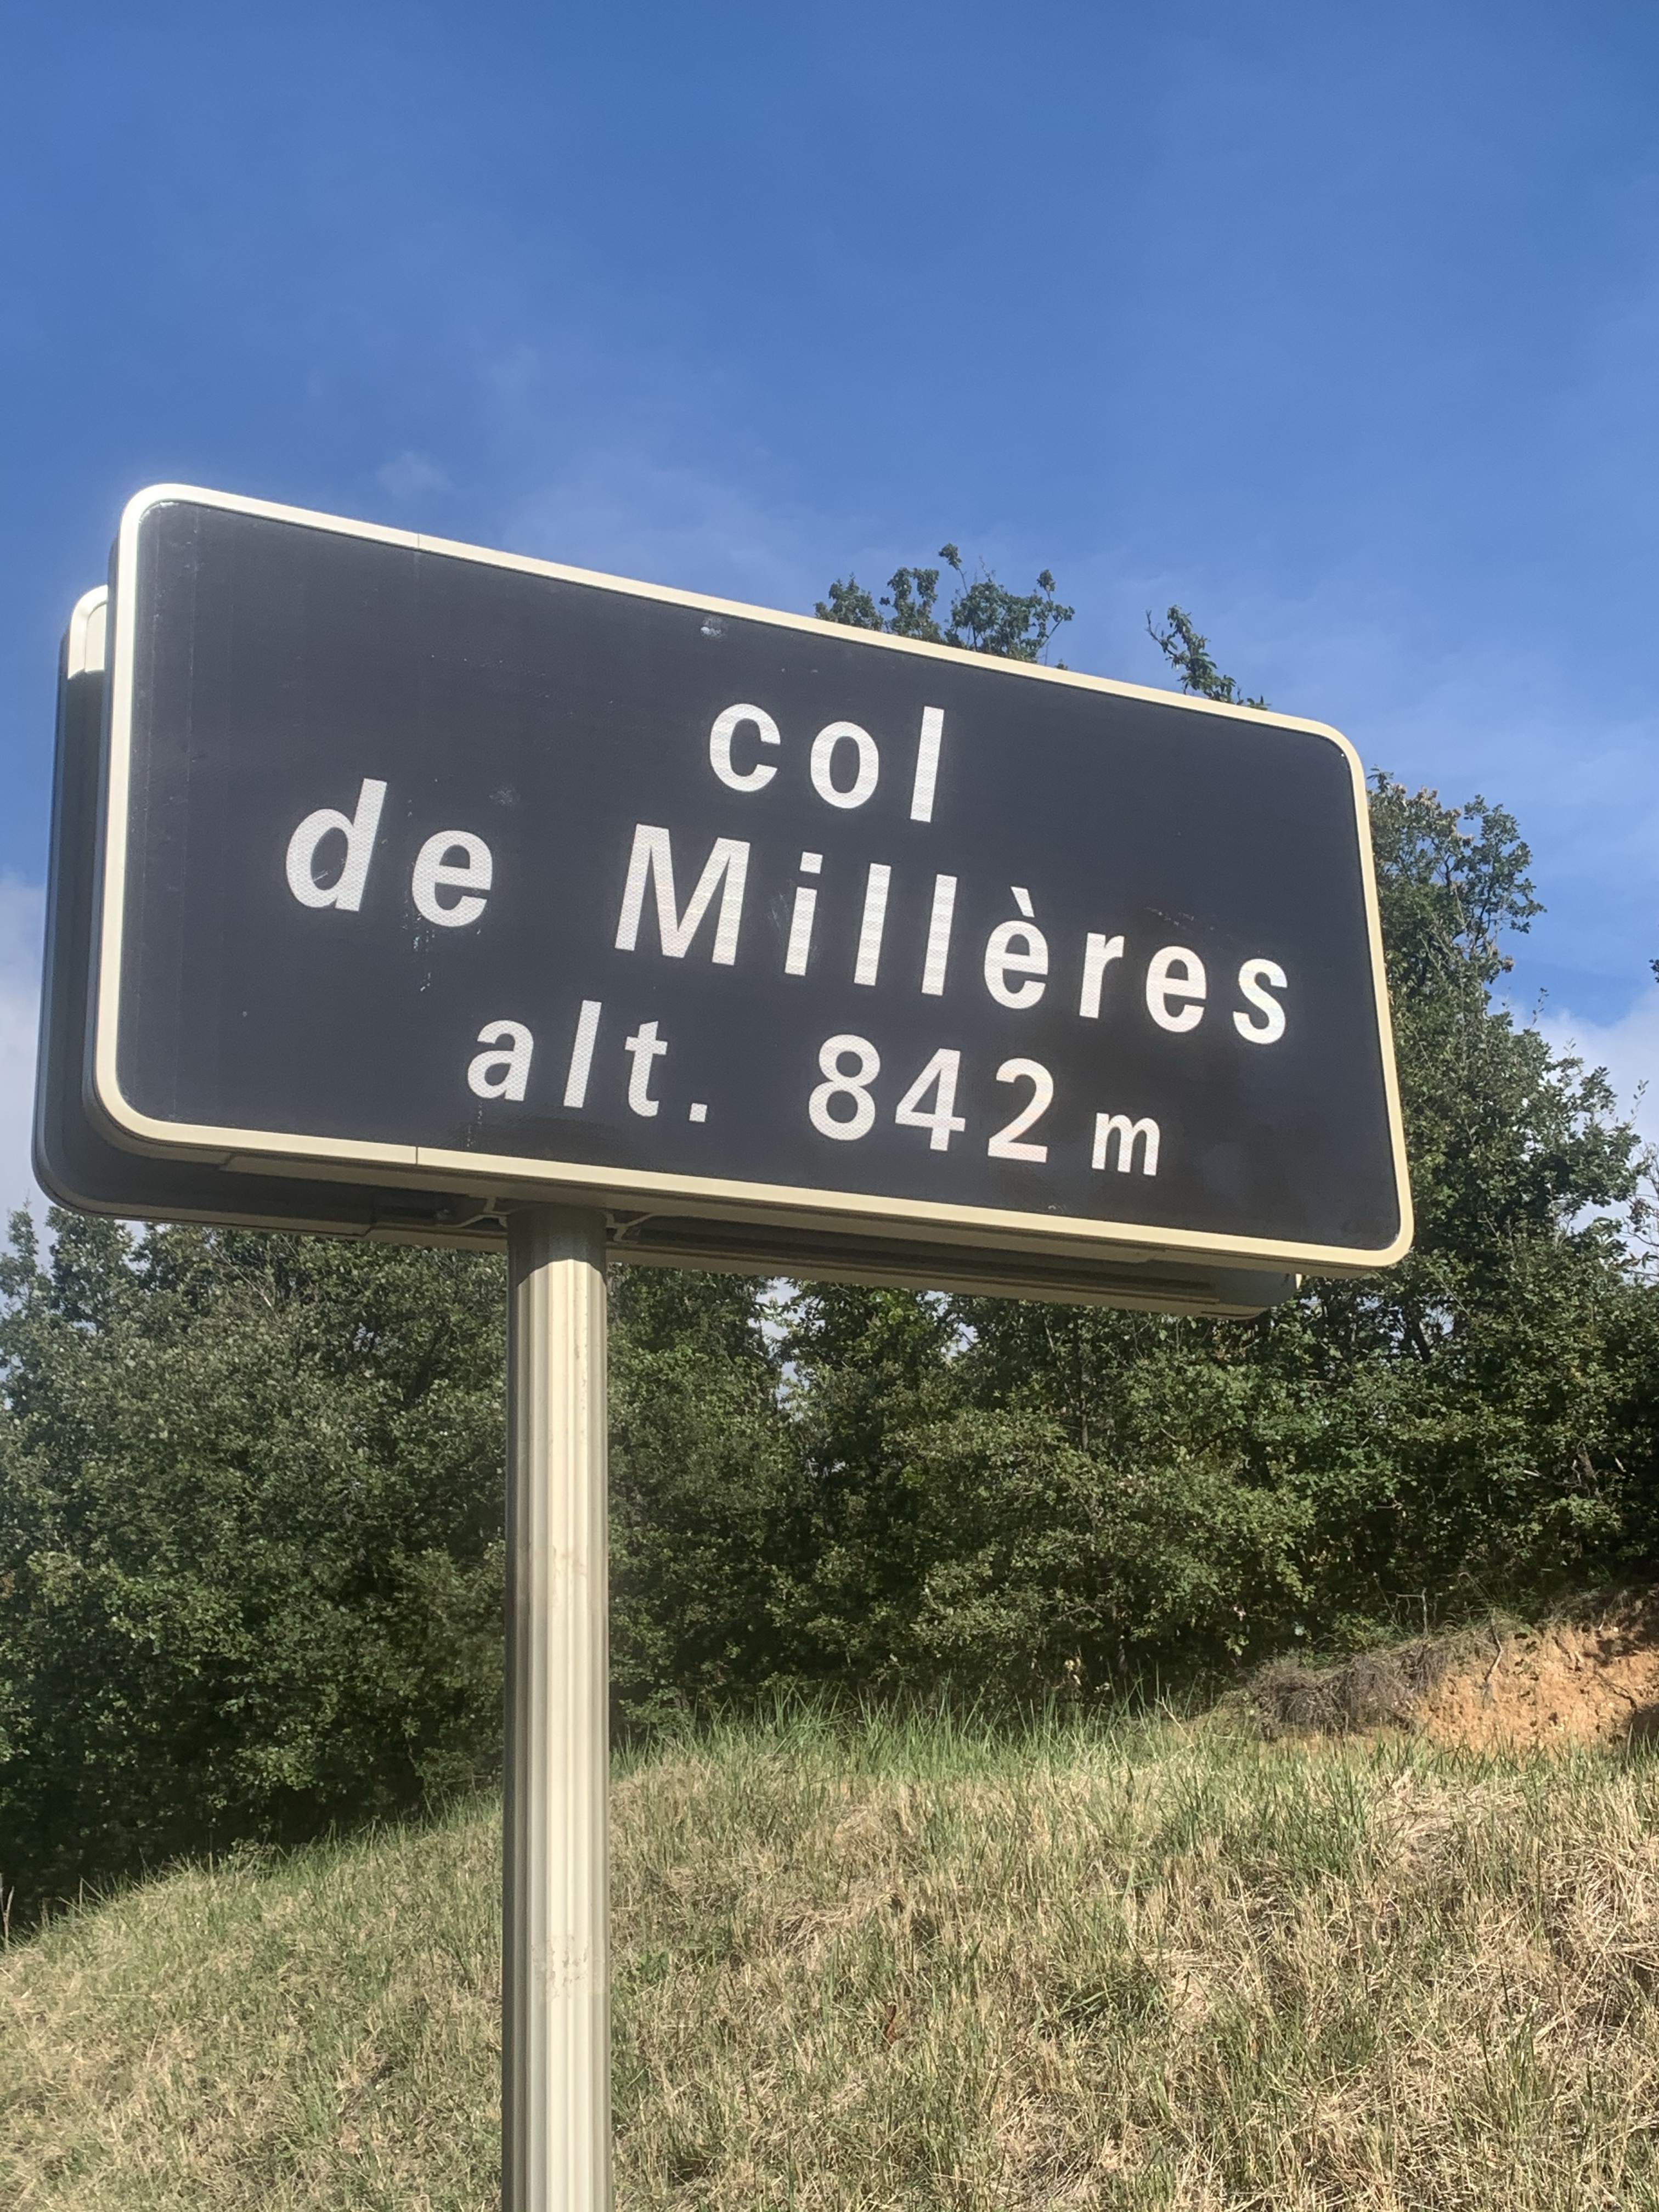 col
de Millères
alt. 842 m